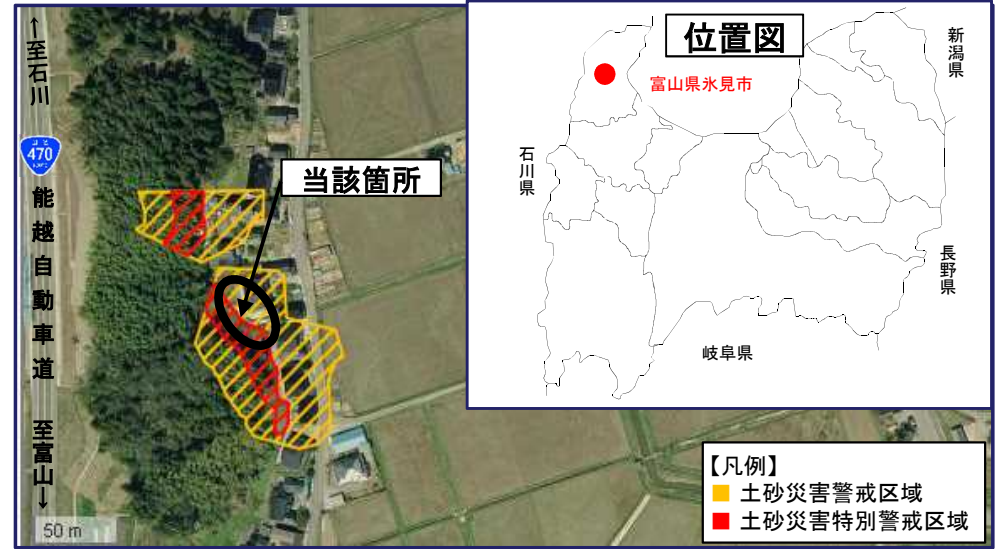 ←至石川
470
能越自動車道
至富山→
50 m
当該箇所
位置図
富山県氷見市
新潟県
石川県
長野県
岐阜県
【凡例】
土砂災害警戒区域
土砂災害特別警戒区域